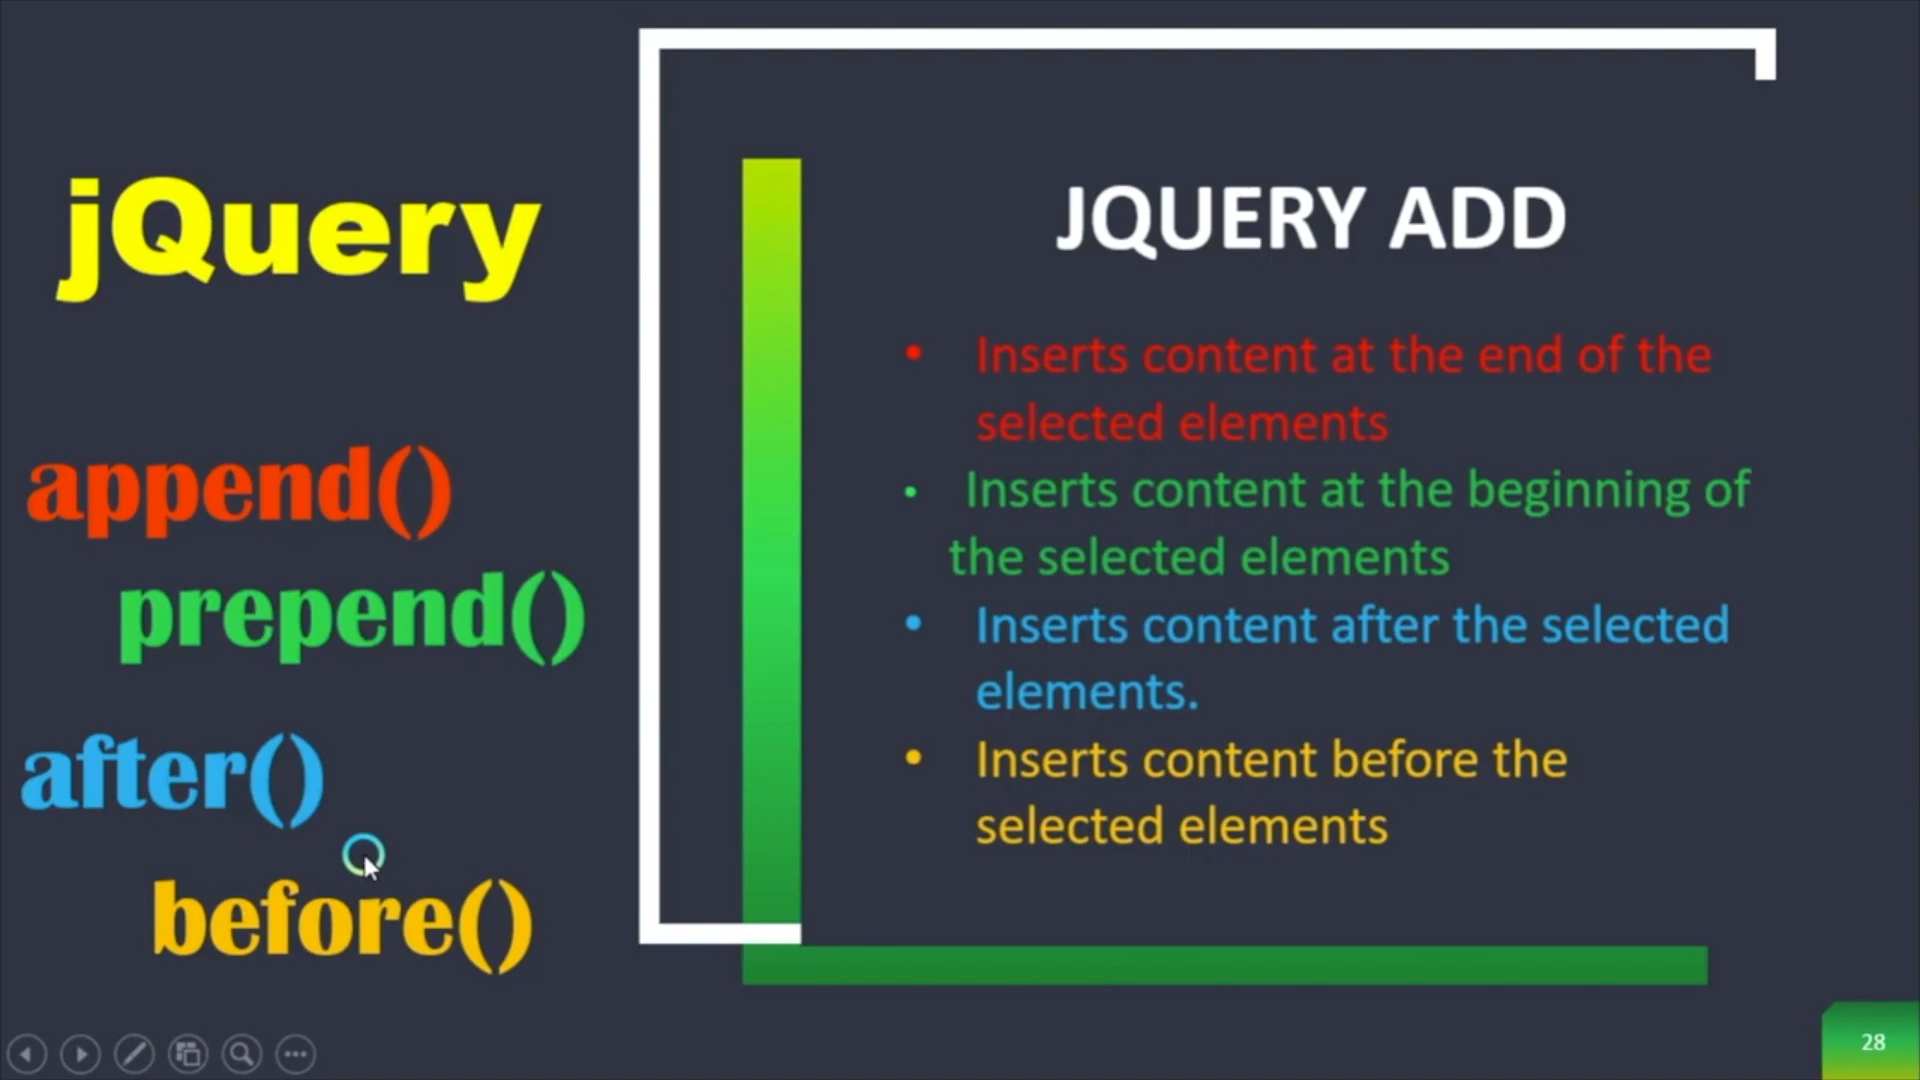 jQuery
append()
prepend()
after()
before()
JQUERY ADD
• Inserts content at the end of the
selected elements
• Inserts content at the beginning of
the selected elements
• Inserts content after the selected
elements.
• Inserts content before the
selected elements
28